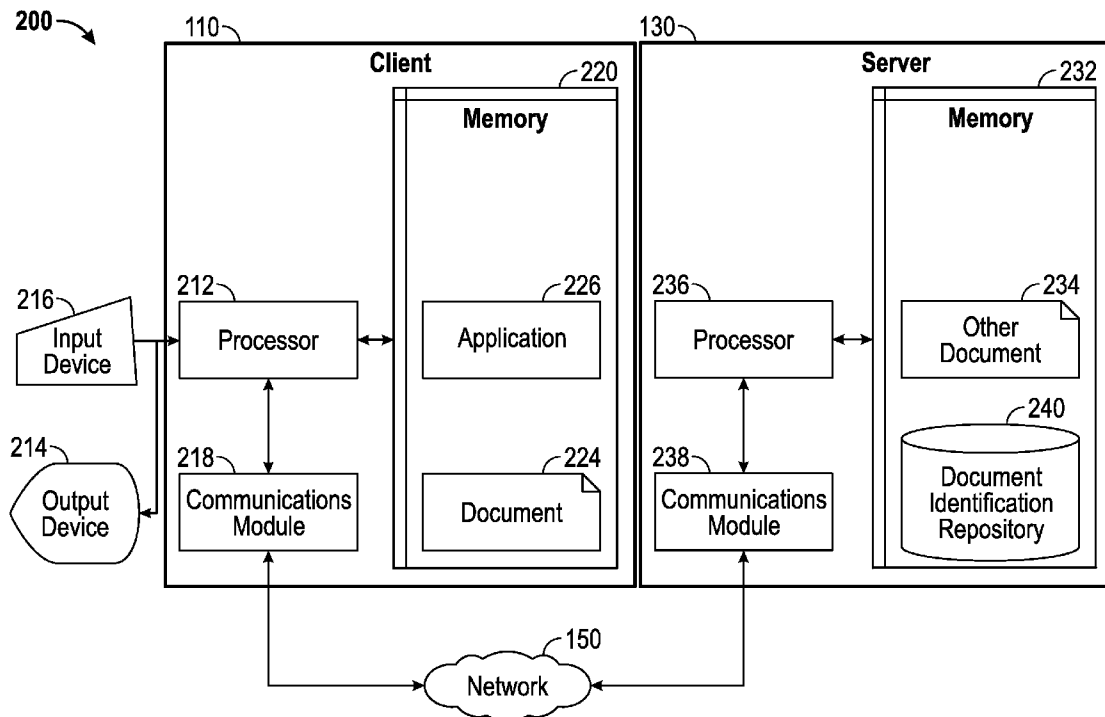 200
110
130
Client
Server
220
232
Memory
Memory
212
226
236
234
216
Input
Device
Processor
Application
Processor
Other
Document
214
218
224
238
240
Output
Device
Communications
Module
Document
Communications
Module
Document
Identification
Repository
150
Network